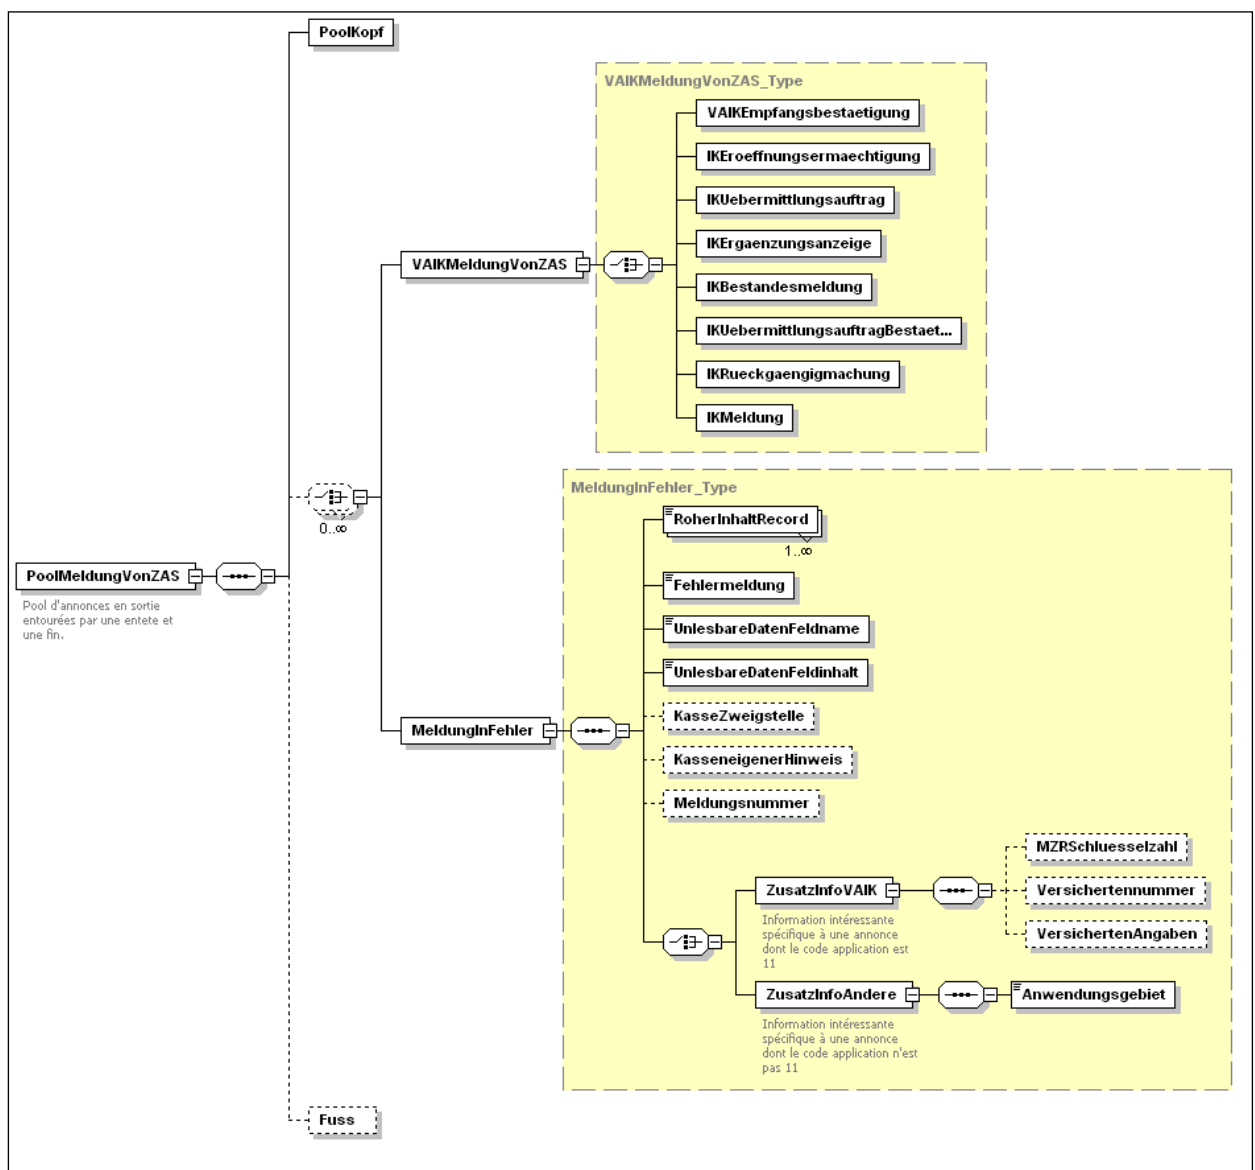 PoolKopf
VAIKMeldungVonZAS_Type
VAIKEmpfangsbestaetigung
IKEroeffnungsermaechtigung
IKUebermittlungsauftrag
IKErgaenzungsanzeige
VAIKMeldungVonZAS
IKBestandesmeldung
IKUebermittlungsauftragBestaet...
IKRueckgaengigmachung
IKMeldung
0..∞
MeldungInFehler_Type
RoherInhaltRecord
1..∞
Fehlermeldung
PoolMeldungVonZAS
Pool d'annonces en sortie
entourées par une entete et
une fin.
UnlesbareDatenFeldname
UnlesbareDatenFeldinhalt
MeldungInFehler
KasseZweigstelle
KasseneigenerHinweis
Meldungsnummer
ZusatzInfoVAIK
Information intéressante
spécifique à une annonce
dont le code application est
11
MZRSchluesselzahl
Versichertennummer
VersichertenAngaben
ZusatzInfoAndere
Information intéressante
spécifique à une annonce
dont le code application n'est
pas 11
Anwendungsgebiet
Fuss